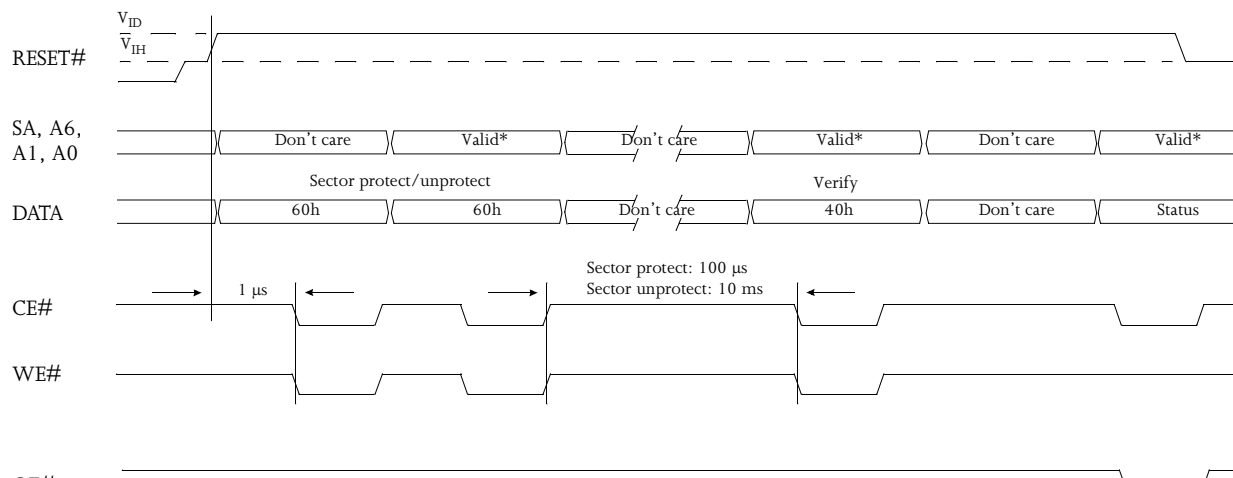 V_ID
V_IH
RESET#
SA, A6,
A1, A0
Don't care Valid* Don't care Valid* Don't care Valid*
Sector protect/unprotect Verify
DATA 60h 60h Don't care 40h Don't care Status
Sector protect: 100 µs
1 µs Sector unprotect: 10 ms
CE#
WE#